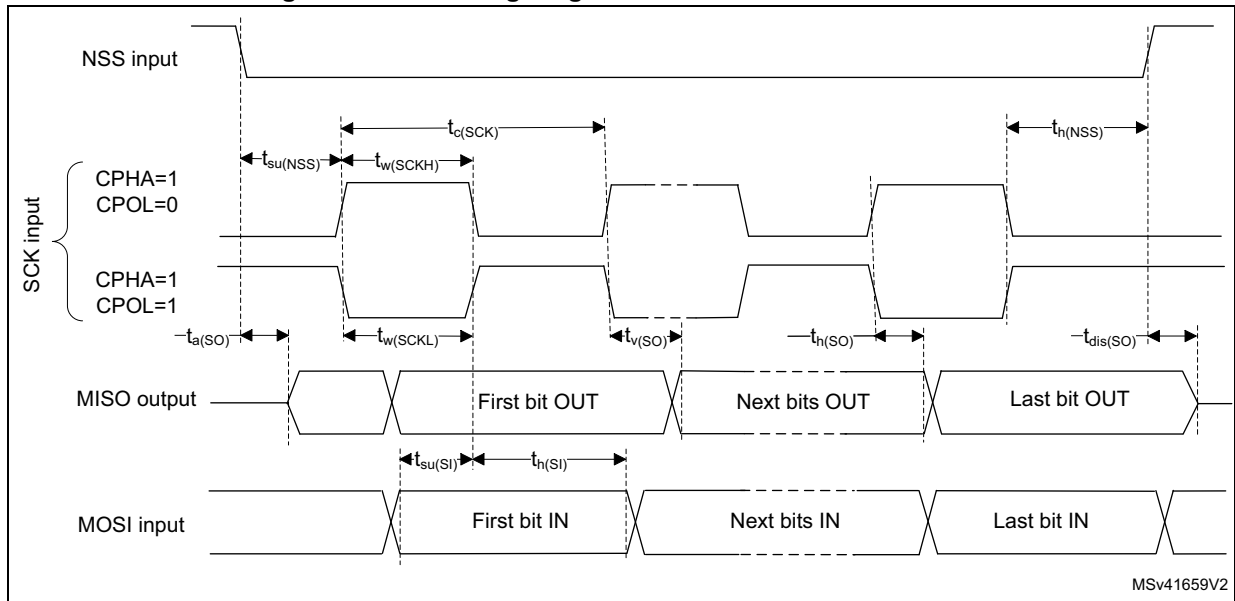 NSS input
tc(SCK)
th(NSS)
tsu(NSS)
tw(SCKH)
SCK input
CPHA=1
CPOL=0
CPHA=1
CPOL=1
ta(SO)
tw(SCKL)
tv(SO)
th(SO)
tdis(SO)
MISO output
First bit OUT
Next bits OUT
Last bit OUT
tsu(SI)
th(SI)
MOSI input
First bit IN
Next bits IN
Last bit IN
MSv41659V2